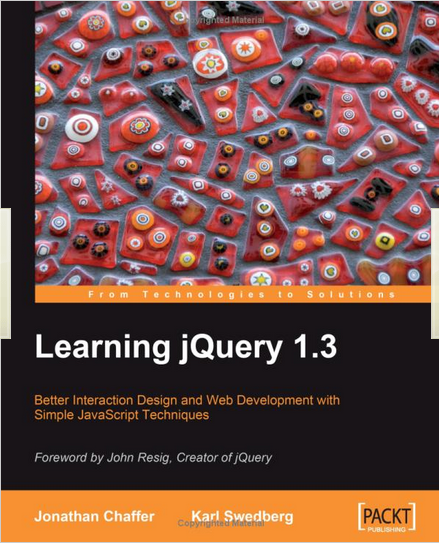 Copyrighted Material
From Technologies to Solutions
Learning jQuery 1.3
Better Interaction Design and Web Development with
Simple JavaScript Techniques
Foreword by John Resig, Creator of jQuery
Jonathan Chaffer Karl Swedberg
[PACKT]
PUBLISHING
Copyrighted Material